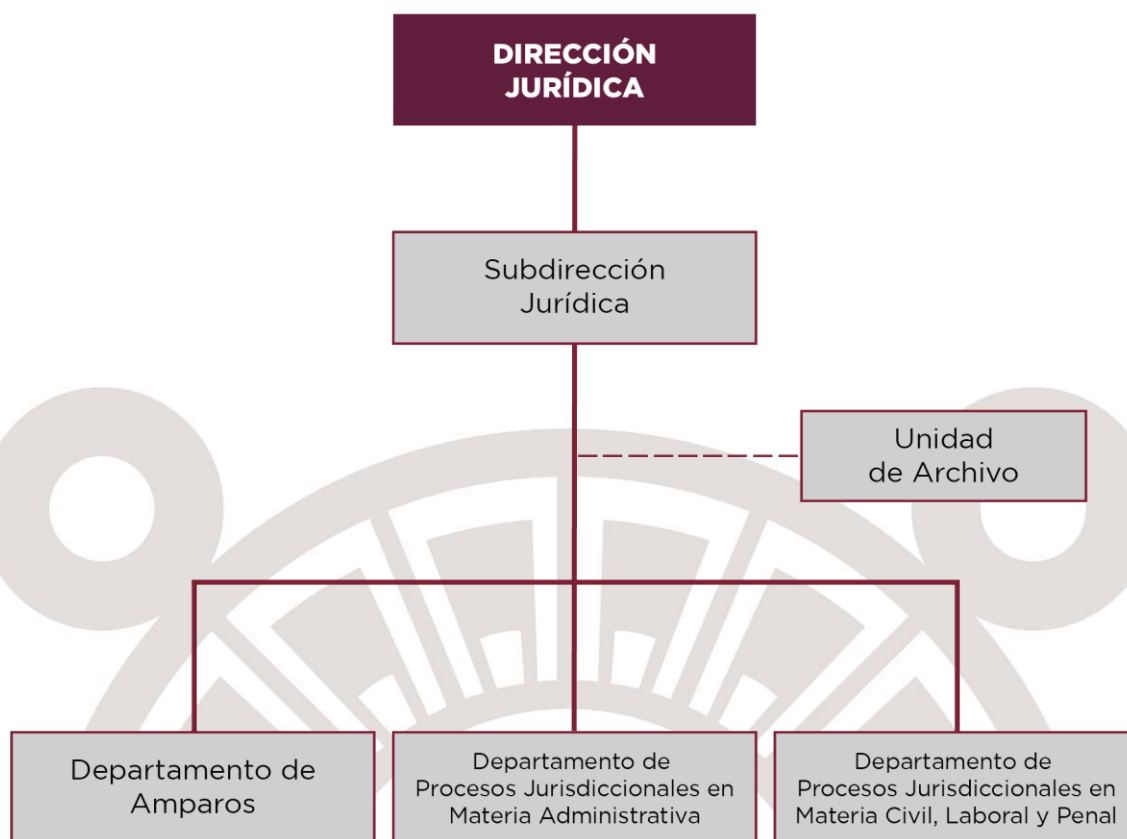 DIRECCIÓN
JURÍDICA
Subdirección
Jurídica
Unidad
de Archivo
Departamento de
Amparos
Departamento de
Procesos Jurisdiccionales en
Materia Administrativa
Departamento de
Procesos Jurisdiccionales en
Materia Civil, Laboral y Penal